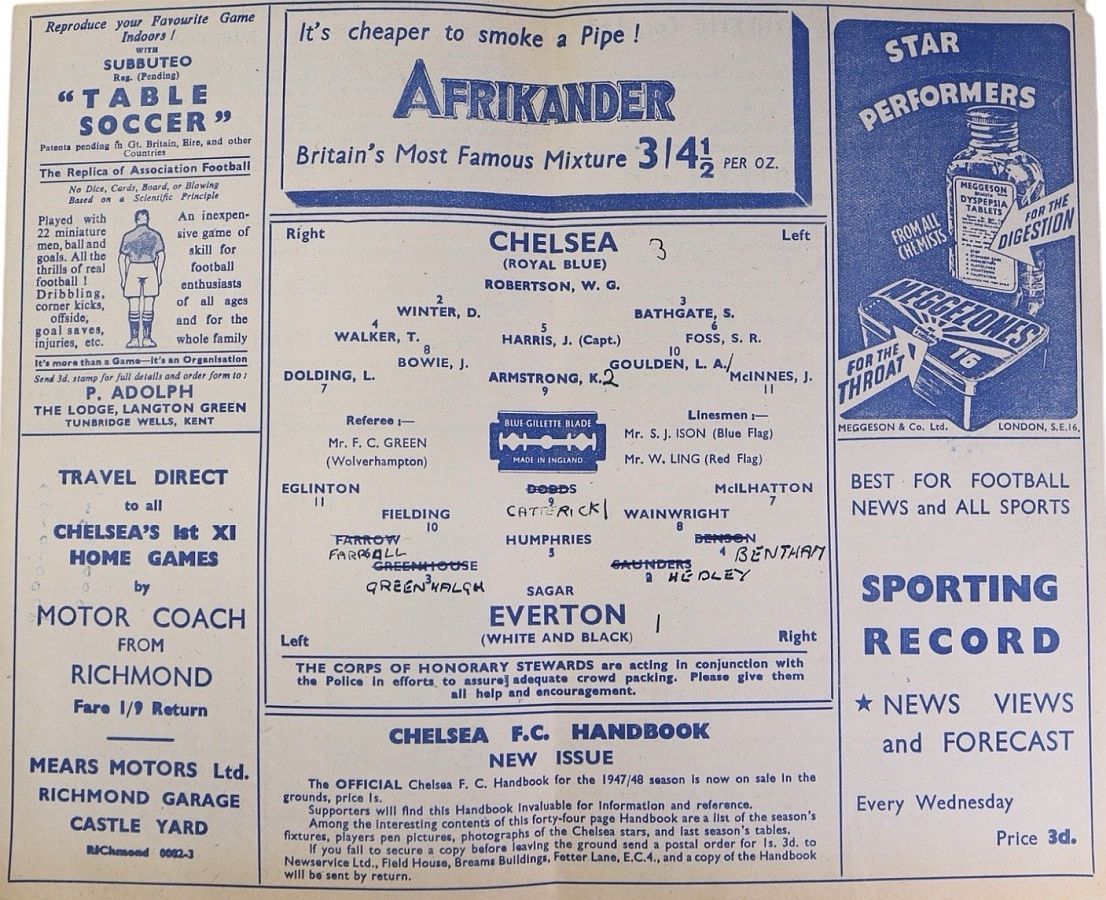 Reproduce your Favourite Game
Indoors !
WITH
SUBBUTEO
Reg. (Pending)
“TABLE
SOCCER”
Patents pending in Gt. Britain, Eire, and other
Countries
The Replica of Association Football
No Dice, Cards, Board, or Blowing
Based on a Scientific Principle
Played with
22 miniature
men, ball and
goals. All the
thrills of real
football !
Dribbling,
corner kicks,
offside,
goal saves,
injuries, etc.
An inexpen-
sive game of
skill for
football
enthusiasts
of all ages
and for the
whole family
It's more than a Game—It's an Organisation
Send 3d. stamp for full details and order form to :
P. ADOLPH
THE LODGE, LANGTON GREEN
TUNBRIDGE WELLS, KENT
TRAVEL DIRECT
to all
CHELSEA'S 1st XI
HOME GAMES
by
MOTOR COACH
FROM
RICHMOND
Fare 1/9 Return
MEARS MOTORS Ltd.
RICHMOND GARAGE
CASTLE YARD
RIChmond 0082-3
It's cheaper to smoke a Pipe !
AFRIKANDER
Britain's Most Famous Mixture 3/4½ PER OZ.
Right CHELSEA 3 Left
(ROYAL BLUE)
ROBERTSON, W. G.
2 3
WINTER, D. BATHGATE, S.
4 5 6
WALKER, T. HARRIS, J. (Capt.) FOSS, S. R.
8 10
BOWIE, J. GOULDEN, L. A. /
DOLDING, L. ARMSTRONG, K. 2 McINNES, J.
7 9 11
Referee :— Linesmen :—
Mr. F. C. GREEN
(Wolverhampton)
BLUE GILLETTE BLADE
MADE IN ENGLAND
Mr. S. J. ISON (Blue Flag)
Mr. W. LING (Red Flag)
EGLINTON DODDS McILHATTON
11 9 7
FIELDING CATTERICK 1 WAINWRIGHT
10 8
FARROW HUMPHRIES BENSON
5 4 BENTHAM
GREENHOUSE SAUNDERS
3 2 HEDLEY
GREENHALGH SAGAR
EVERTON 1
(WHITE AND BLACK)
Left Right
THE CORPS OF HONORARY STEWARDS are acting in conjunction with
the Police in efforts to assure adequate crowd packing. Please give them
all help and encouragement.
CHELSEA F.C. HANDBOOK
NEW ISSUE
The OFFICIAL Chelsea F. C. Handbook for the 1947/48 season is now on sale in the
grounds, price 1s.
Supporters will find this Handbook invaluable for information and reference.
Among the interesting contents of this forty-four page Handbook are a list of the season's
fixtures, players pen pictures, photographs of the Chelsea stars, and last season's tables.
If you fail to secure a copy before leaving the ground send a postal order for 1s. 3d. to
Newservice Ltd., Field House, Breams Buildings, Fetter Lane, E.C.4., and a copy of the Handbook
will be sent by return.
STAR
PERFORMERS
MEGGESON
DYSPEPSIA
TABLETS
FROM ALL
CHEMISTS
FOR THE
DIGESTION
MEGGEZONES
16
FOR THE
THROAT
MEGGESON & Co. Ltd. LONDON, S.E.16,
BEST FOR FOOTBALL
NEWS and ALL SPORTS
SPORTING
RECORD
★ NEWS VIEWS
and FORECAST
Every Wednesday
Price 3d.